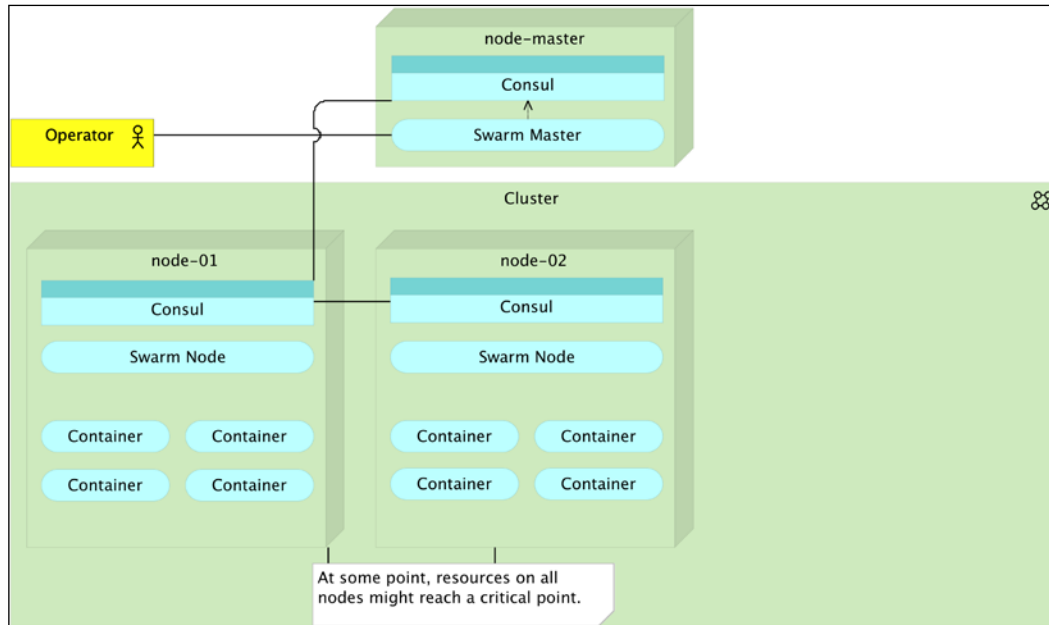 node-master
Consul
Operator
Swarm Master
Cluster
node-01
node-02
Consul
Consul
Swarm Node
Swarm Node
Container
Container
Container
Container
Container
Container
Container
Container
At some point, resources on all
nodes might reach a critical point.